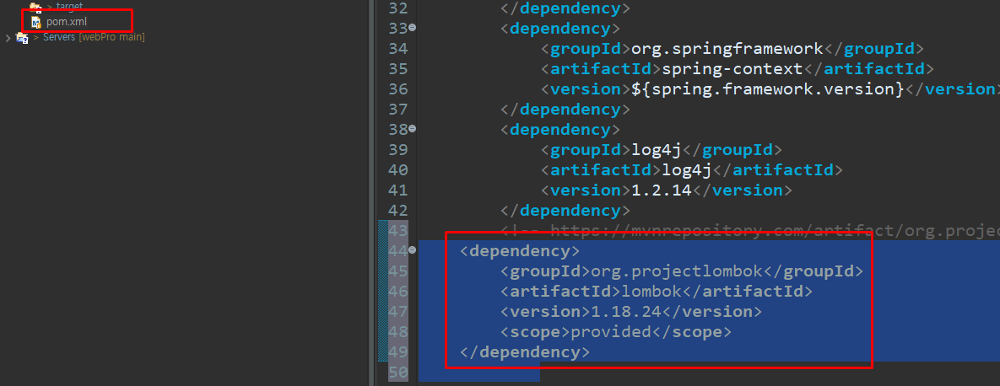 > target
pom.xml
> Servers [webPro main]
32 </dependency>
33 <dependency>
34 <groupId>org.springframework</groupId>
35 <artifactId>spring-context</artifactId>
36 <version>${spring.framework.version}</version>
37 </dependency>
38 <dependency>
39 <groupId>log4j</groupId>
40 <artifactId>log4j</artifactId>
41 <version>1.2.14</version>
42 </dependency>
43 <!-- https://mvnrepository.com/artifact/org.projec
44 <dependency>
45 <groupId>org.projectlombok</groupId>
46 <artifactId>lombok</artifactId>
47 <version>1.18.24</version>
48 <scope>provided</scope>
49 </dependency>
50